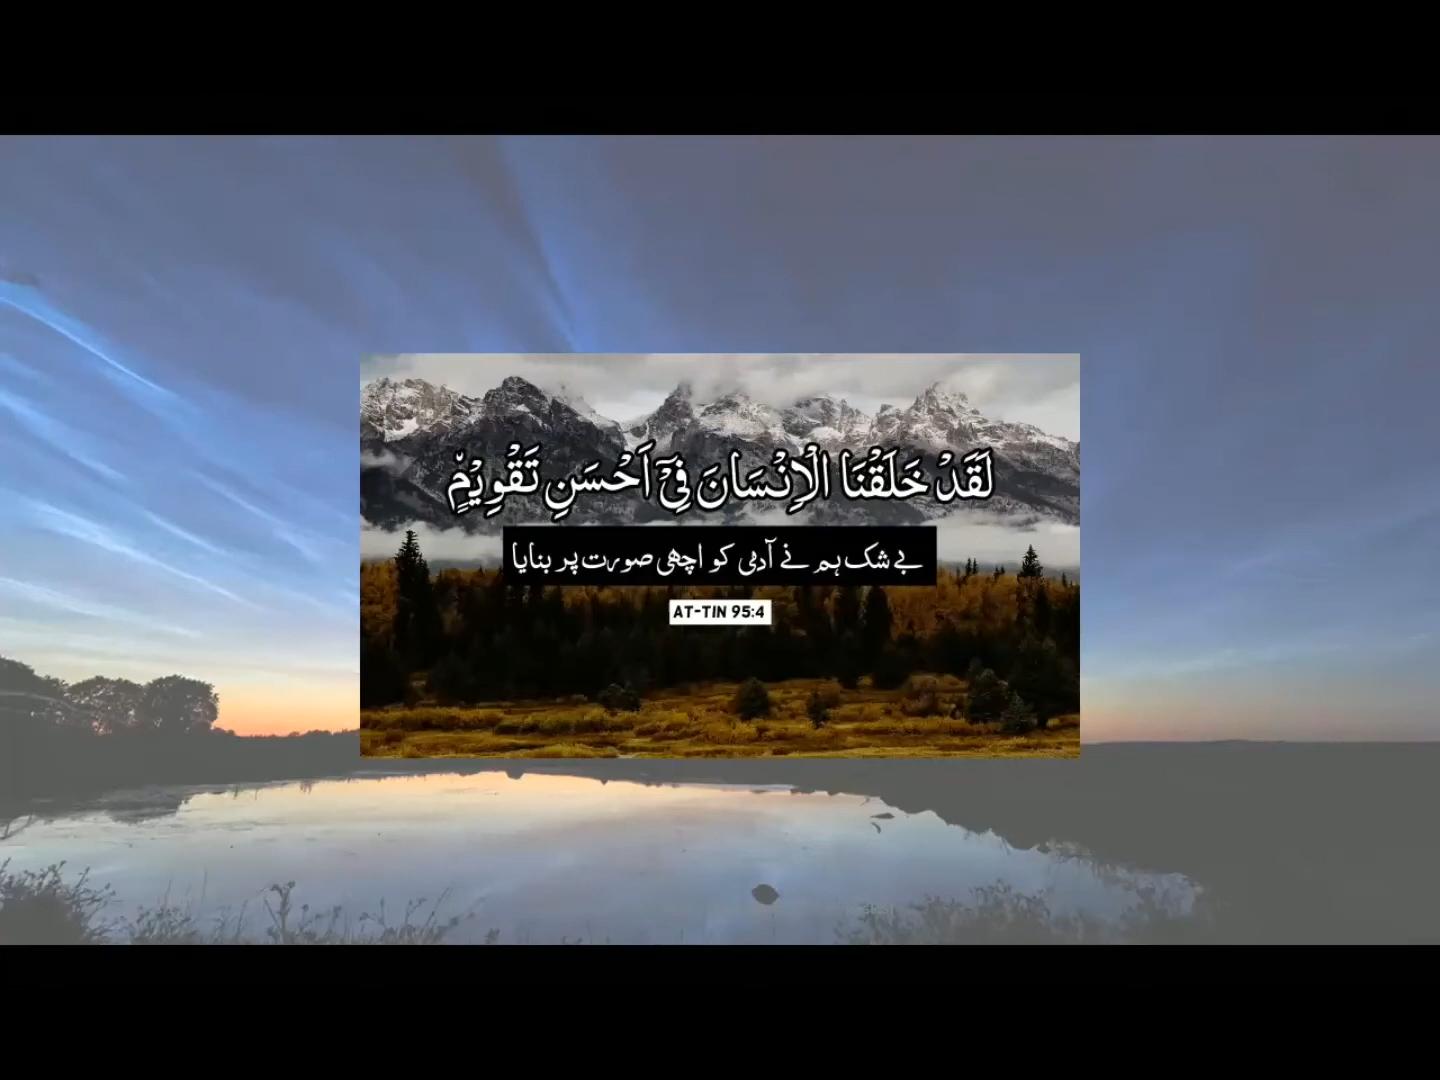 لَقَدْ خَلَقْنَا الْاِنْسَانَ فِیْۤ اَحْسَنِ تَقْوِیْمٍ٘
بے شک ہم نے آدمی کو اچھی صورت پر بنایا
AT-TIN 95:4